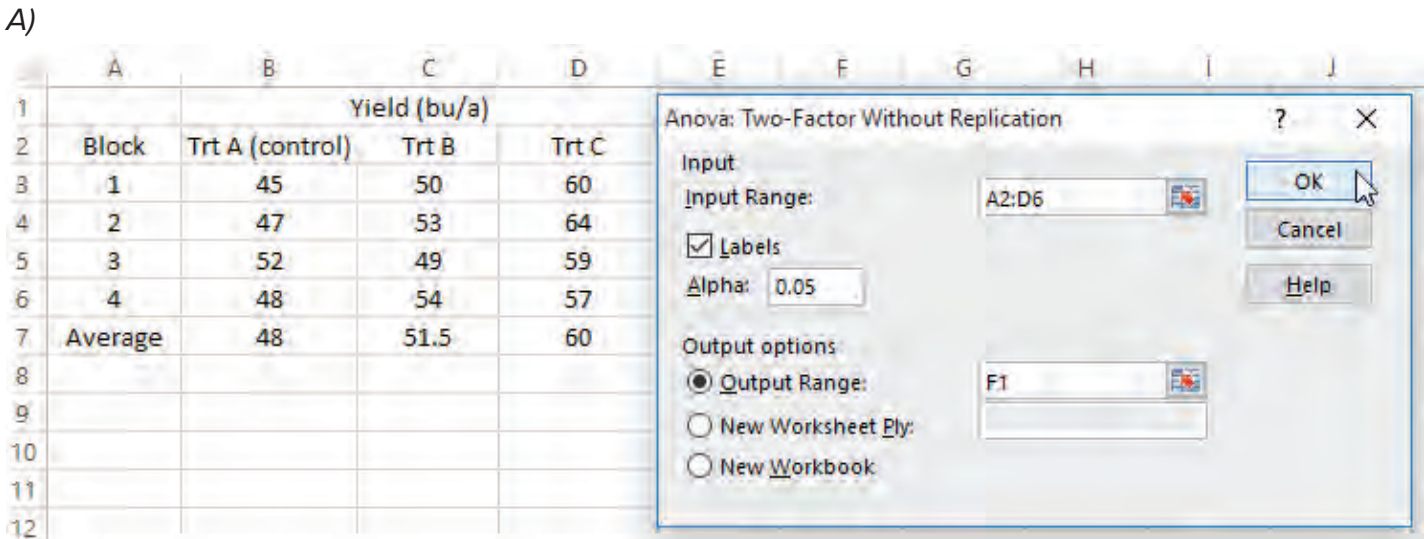 A)
A B C D E F G H I J
1 Yield (bu/a)
2 Block Trt A (control) Trt B Trt C
3 1 45 50 60
4 2 47 53 64
5 3 52 49 59
6 4 48 54 57
7 Average 48 51.5 60
8
9
10
11
12
Anova: Two-Factor Without Replication ? X
Input
Input Range: A2:D6
Labels
Alpha: 0.05
Output options
Output Range: F1
New Worksheet Ply:
New Workbook
OK
Cancel
Help